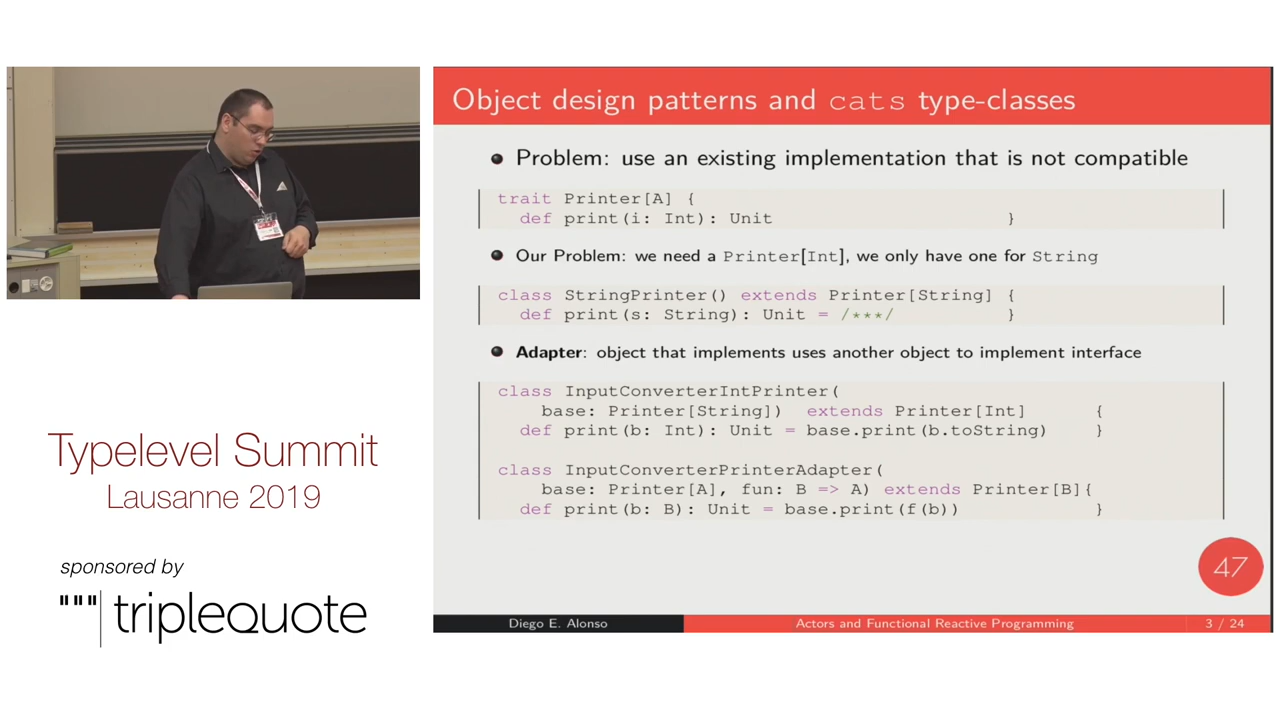 Object design patterns and cats type-classes
Problem: use an existing implementation that is not compatible
trait Printer[A] {
def print(i: Int): Unit }
Our Problem: we need a Printer[Int], we only have one for String
class StringPrinter() extends Printer[String] {
def print(s: String): Unit = /***/ }
Adapter: object that implements uses another object to implement interface
class InputConverterIntPrinter(
base: Printer[String]) extends Printer[Int] {
def print(b: Int): Unit = base.print(b.toString) }
class InputConverterPrinterAdapter(
base: Printer[A], fun: B => A) extends Printer[B]{
def print(b: B): Unit = base.print(f(b)) }
47
Diego E. Alonso
Actors and Functional Reactive Programming
3 / 24
Typelevel Summit
Lausanne 2019
sponsored by
"""|triplequote